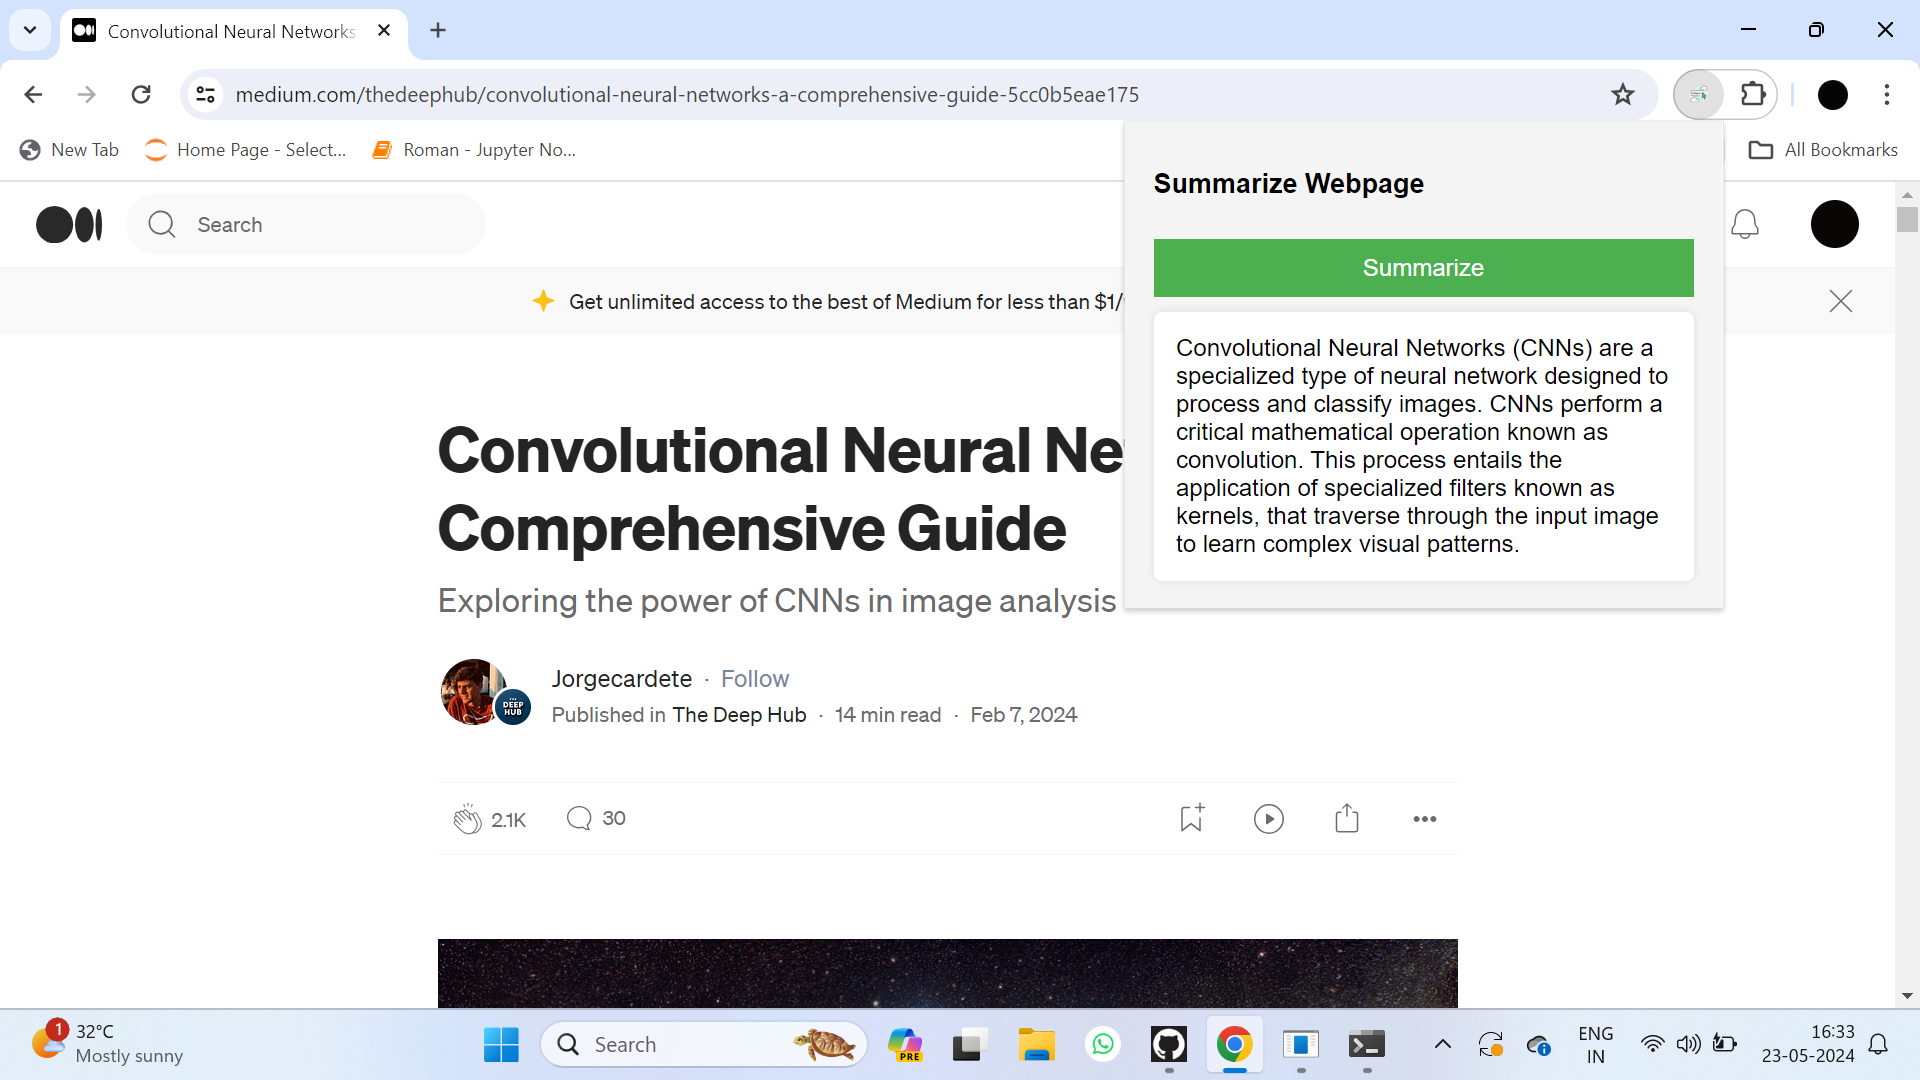 Convolutional Neural Networks
medium.com/thedeephub/convolutional-neural-networks-a-comprehensive-guide-5cc0b5eae175
New Tab
Home Page - Select...
Roman - Jupyter No...
All Bookmarks
Search
Get unlimited access to the best of Medium for less than $1/
Summarize Webpage
Summarize
Convolutional Neural Networks (CNNs) are a
specialized type of neural network designed to
process and classify images. CNNs perform a
critical mathematical operation known as
convolution. This process entails the
application of specialized filters known as
kernels, that traverse through the input image
to learn complex visual patterns.
Convolutional Neural Ne
Comprehensive Guide
Exploring the power of CNNs in image analysis
Jorgecardete · Follow
THE
DEEP
HUB
Published in The Deep Hub · 14 min read · Feb 7, 2024
2.1K
30
1
32°C
Mostly sunny
Search
PRE
ENG
IN
16:33
23-05-2024